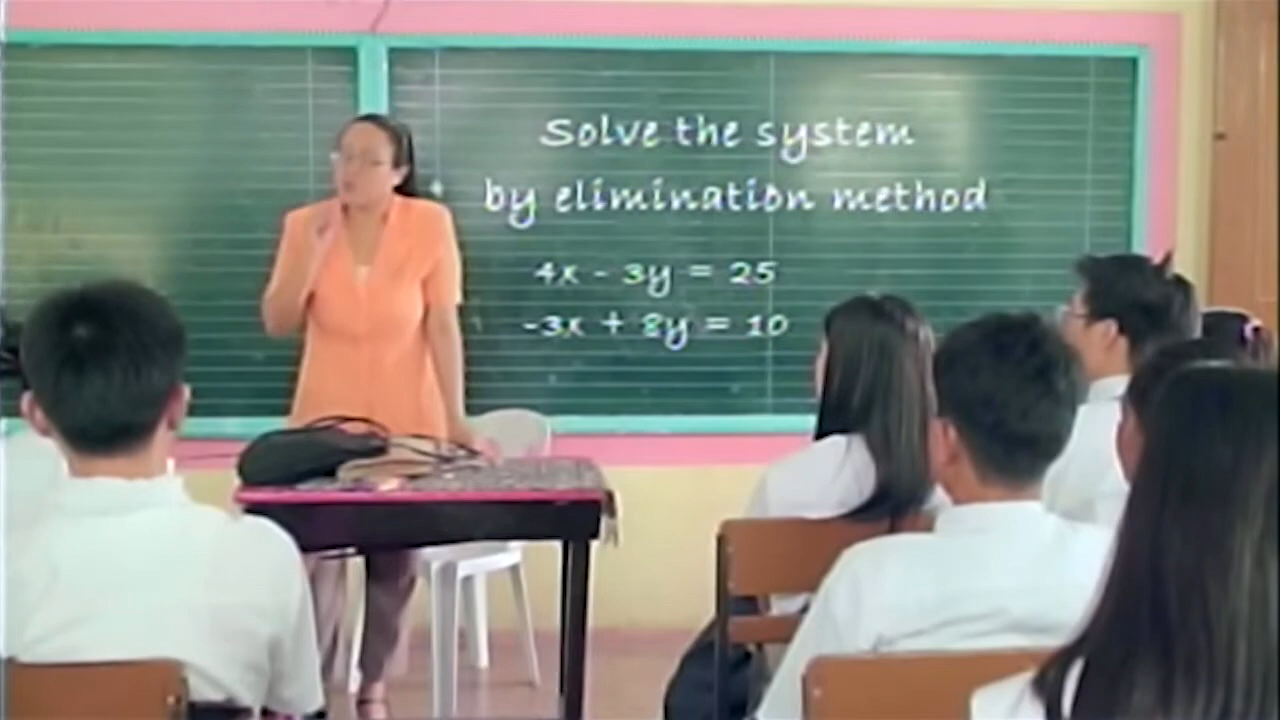 Solve the system
by elimination method
4x - 3y = 25
-3x + 8y = 10